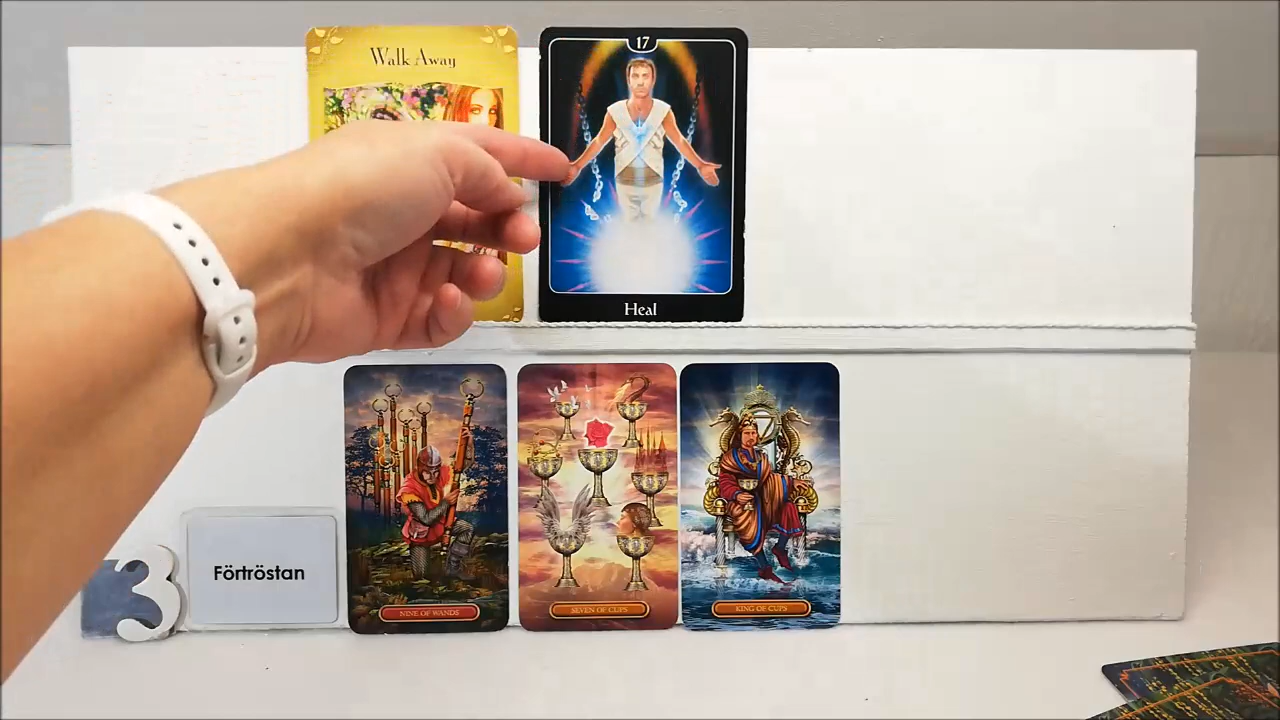 Walk Away
17
Heal
3
Förtröstan
NINE OF WANDS
SEVEN OF CUPS
KING OF CUPS